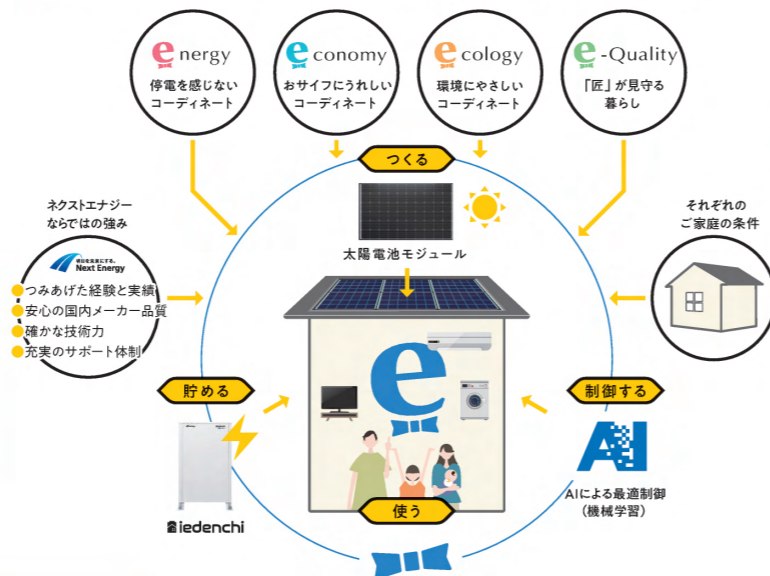 energy
停電を感じない
コーディネート
economy
おサイフにうれしい
コーディネート
ecology
環境にやさしい
コーディネート
e-Quality
「匠」が見守る
暮らし
つくる
太陽電池モジュール
ネクストエナジー
ならではの強み
Next Energy
つみあげた経験と実績
安心の国内メーカー品質
確かな技術力
充実のサポート体制
それぞれの
ご家庭の条件
貯める
iedenchi
e
制御する
AI
AIによる最適制御
(機械学習)
使う